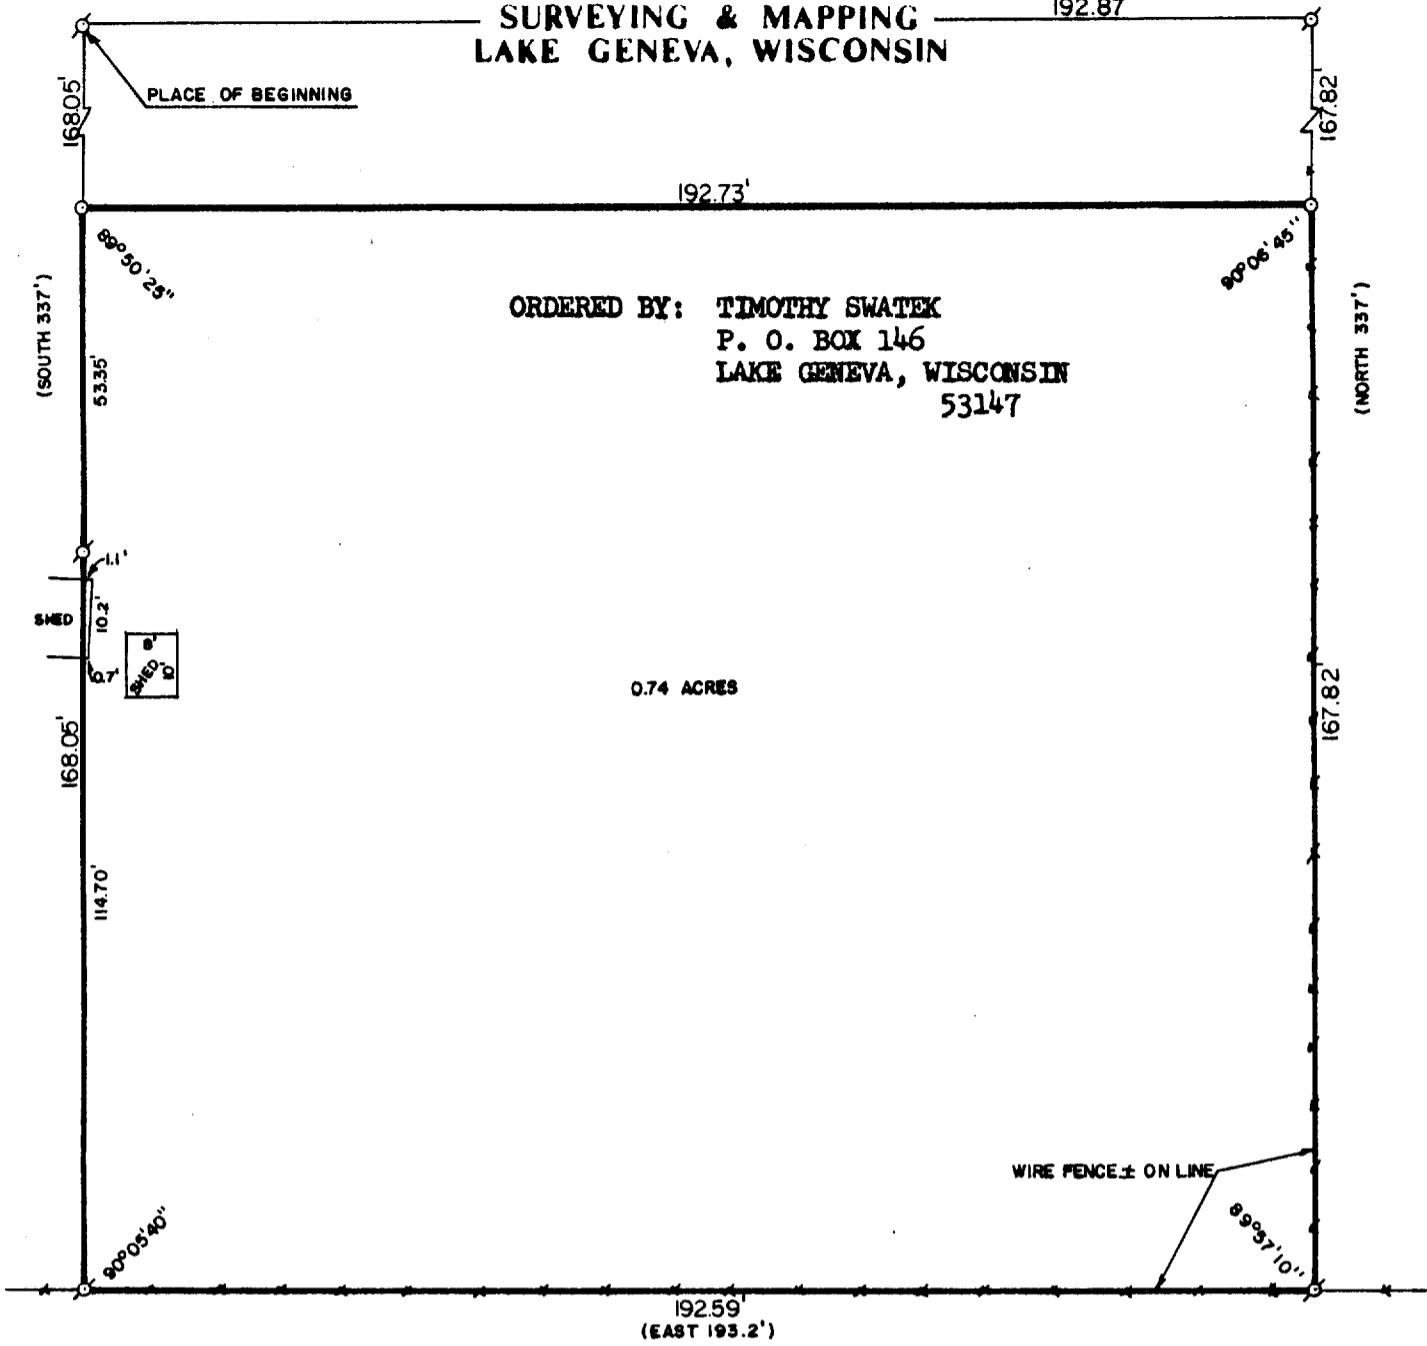 SURVEYING & MAPPING
192.87
LAKE GENEVA, WISCONSIN
168.05'
PLACE OF BEGINNING
167.82'
192.73'
89°50'25"
90°06'45"
(SOUTH 337')
(NORTH 337')
ORDERED BY: TIMOTHY SWATEK
P. O. BOX 146
LAKE GENEVA, WISCONSIN
53147
53.35'
1.1'
SHED
10.2'
0.7'
8'
SHED
10'
0.74 ACRES
168.05'
167.82'
114.70'
WIRE FENCE ± ON LINE
90°05'40"
89°57'10"
192.59'
(EAST 193.2')